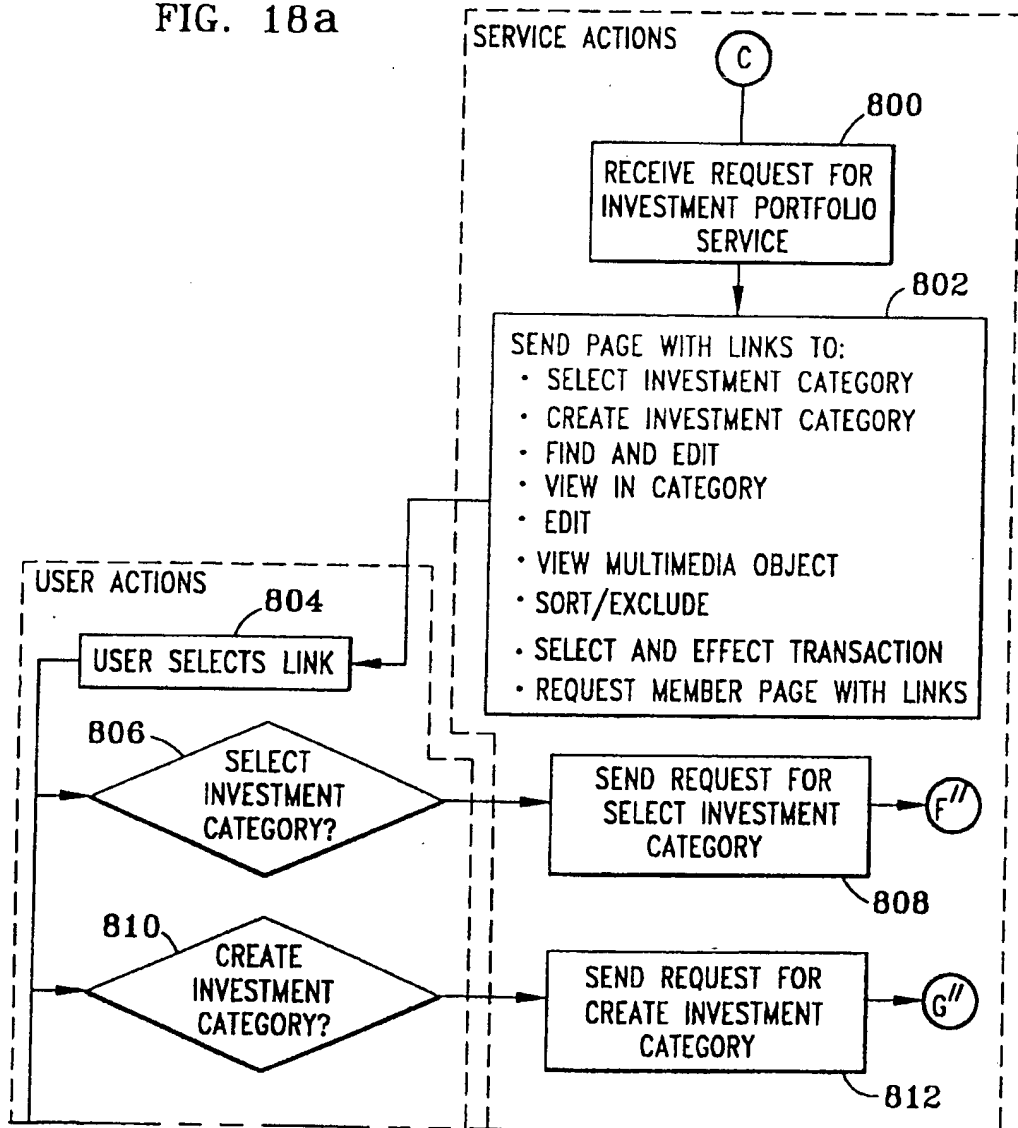 FIG. 18a
SERVICE ACTIONS
C
800
RECEIVE REQUEST FOR
INVESTMENT PORTFOLIO
SERVICE
802
SEND PAGE WITH LINKS TO:
· SELECT INVESTMENT CATEGORY
· CREATE INVESTMENT CATEGORY
· FIND AND EDIT
· VIEW IN CATEGORY
· EDIT
· VIEW MULTIMEDIA OBJECT
· SORT/EXCLUDE
· SELECT AND EFFECT TRANSACTION
· REQUEST MEMBER PAGE WITH LINKS
USER ACTIONS
804
USER SELECTS LINK
806
SELECT
INVESTMENT
CATEGORY?
SEND REQUEST FOR
SELECT INVESTMENT
CATEGORY
808
F"
810
CREATE
INVESTMENT
CATEGORY?
SEND REQUEST FOR
CREATE INVESTMENT
CATEGORY
812
G"